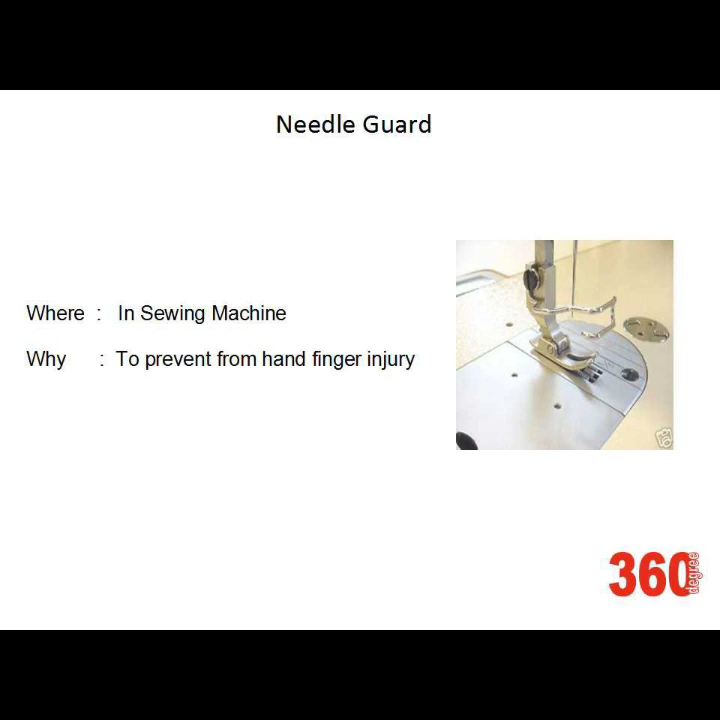 Needle Guard
Where : In Sewing Machine
Why : To prevent from hand finger injury
360 degree